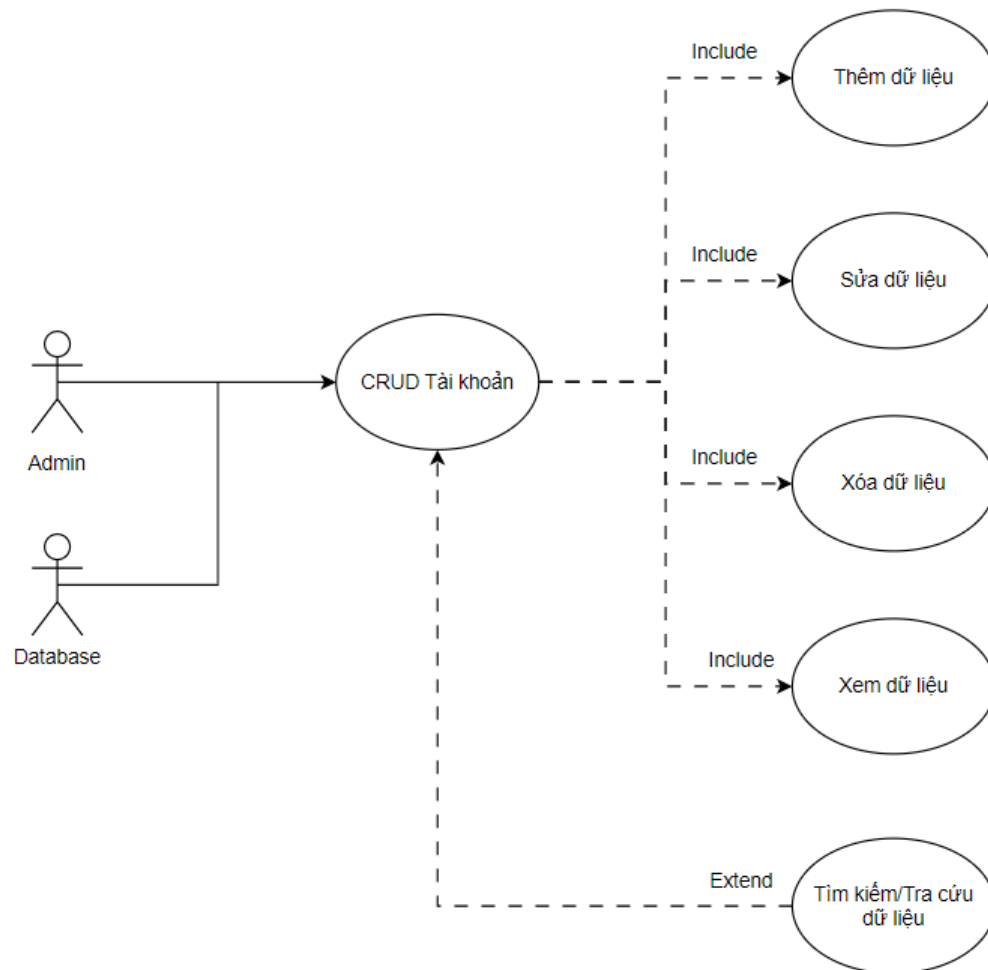 Include
Thêm dữ liệu
Include
Sửa dữ liệu
CRUD Tài khoản
Admin
Include
Xóa dữ liệu
Database
Include
Xem dữ liệu
Extend
Tìm kiếm/Tra cứu
dữ liệu